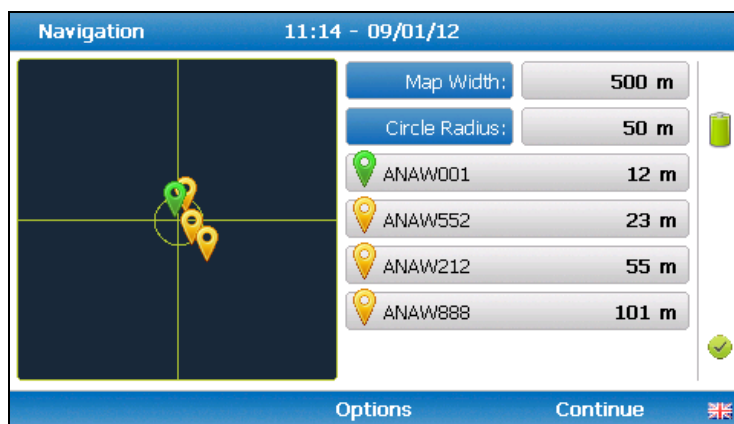 Navigation 11:14 - 09/01/12
Map Width: 500 m
Circle Radius: 50 m
ANAW001 12 m
ANAW552 23 m
ANAW212 55 m
ANAW888 101 m
Options Continue